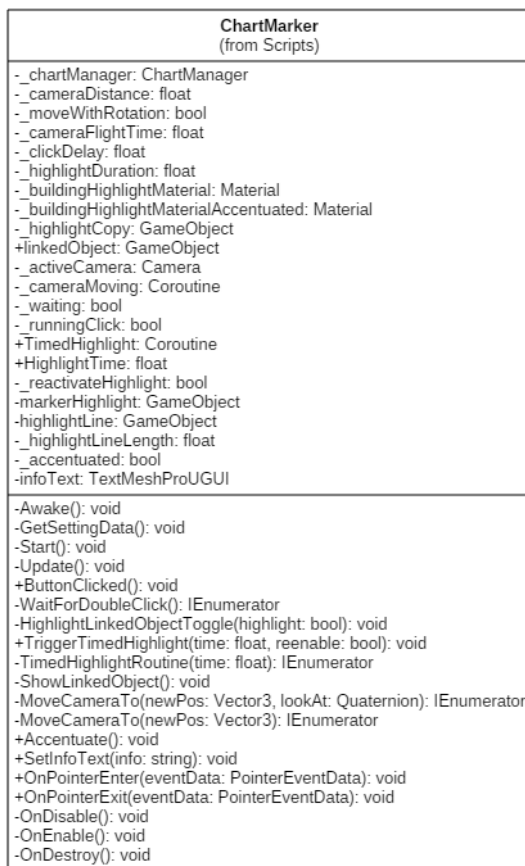 ChartMarker
(from Scripts)
-_chartManager: ChartManager
-_cameraDistance: float
-_moveWithRotation: bool
-_cameraFlightTime: float
-_clickDelay: float
-_highlightDuration: float
-_buildingHighlightMaterial: Material
-_buildingHighlightMaterialAccentuated: Material
-_highlightCopy: GameObject
+linkedObject: GameObject
-_activeCamera: Camera
-_cameraMoving: Coroutine
-_waiting: bool
-_runningClick: bool
+TimedHighlight: Coroutine
+HighlightTime: float
-_reactivateHighlight: bool
-markerHighlight: GameObject
-highlightLine: GameObject
-_highlightLineLength: float
-_accentuated: bool
-infoText: TextMeshProUGUI
-Awake(): void
-GetSettingData(): void
-Start(): void
-Update(): void
+ButtonClicked(): void
-WaitForDoubleClick(): IEnumerator
-HighlightLinkedObjectToggle(highlight: bool): void
+TriggerTimedHighlight(time: float, reenable: bool): void
-TimedHighlightRoutine(time: float): IEnumerator
-ShowLinkedObject(): void
-MoveCameraTo(newPos: Vector3, lookAt: Quaternion): IEnumerator
-MoveCameraTo(newPos: Vector3): IEnumerator
+Accentuate(): void
+SetInfoText(info: string): void
+OnPointerEnter(eventData: PointerEventData): void
+OnPointerExit(eventData: PointerEventData): void
-OnDisable(): void
-OnEnable(): void
-OnDestroy(): void